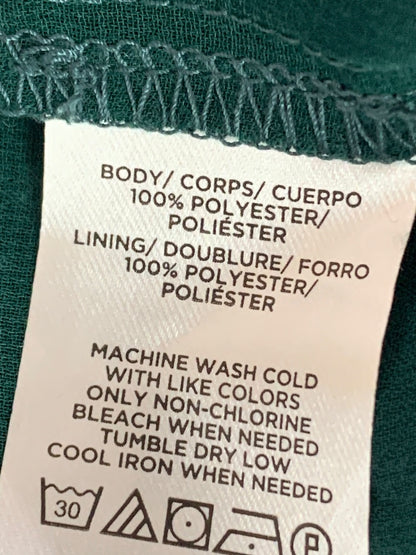 BODY/ CORPS/ CUERPO
100% POLYESTER/
POLIÉSTER
LINING/ DOUBLURE/ FORRO
100% POLYESTER/
POLIÉSTER
MACHINE WASH COLD
WITH LIKE COLORS
ONLY NON-CHLORINE
BLEACH WHEN NEEDED
TUMBLE DRY LOW
COOL IRON WHEN NEEDED
30 P